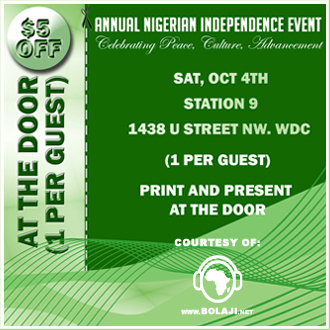 $5
OFF
AT THE DOOR
(1 PER GUEST)
ANNUAL NIGERIAN INDEPENDENCE EVENT
Celebrating Peace, Culture, Advancement
SAT, OCT 4TH
STATION 9
1438 U STREET NW. WDC
(1 PER GUEST)
PRINT AND PRESENT
AT THE DOOR
COURTESY OF:
www.BOLAJI.NET